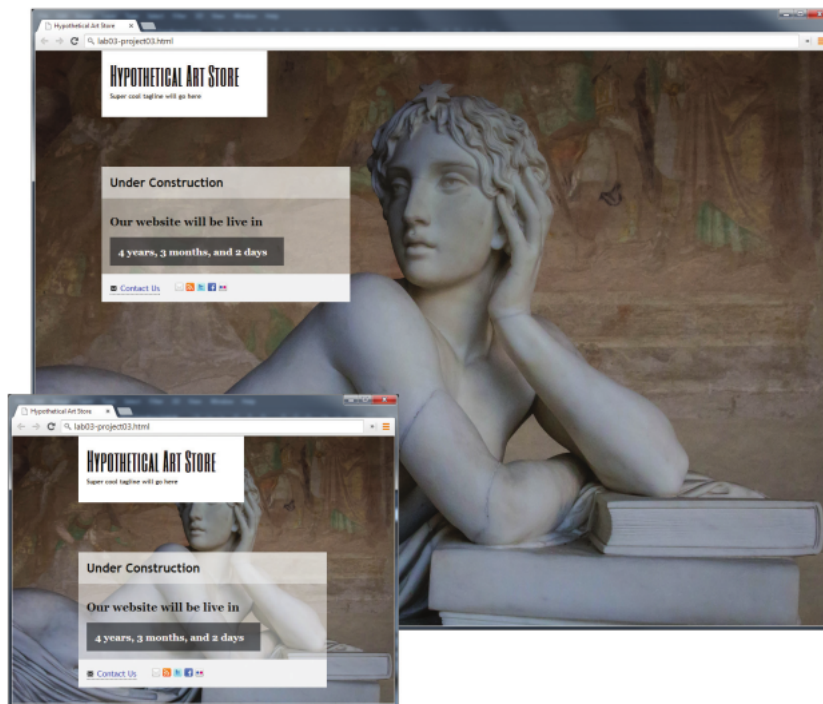 Hypothetical Art Store
lab03-project03.html
HYPOTHETICAL ART STORE
Super cool tagline will go here
Under Construction
Our website will be live in
4 years, 3 months, and 2 days
Contact Us
Hypothetical Art Store
lab03-project03.html
HYPOTHETICAL ART STORE
Super cool tagline will go here
Under Construction
Our website will be live in
4 years, 3 months, and 2 days
Contact Us